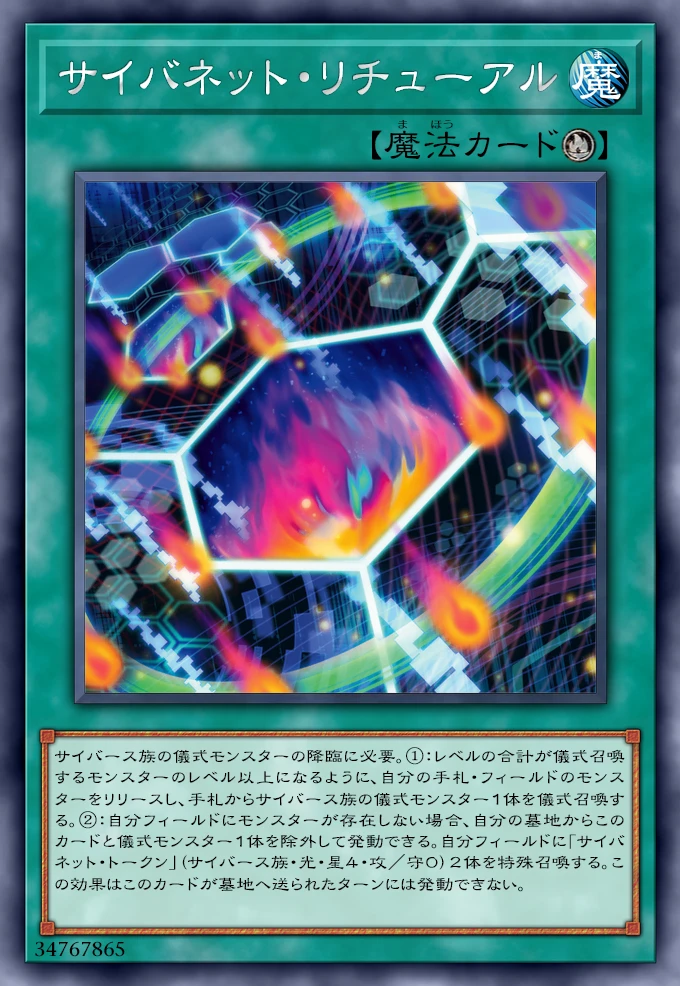 サイバネット・リチューアル
魔
ま
【魔法カード】
ま ほう
サイバース族の儀式モンスターの降臨に必要。①：レベルの合計が儀式召喚
するモンスターのレベル以上になるように、自分の手札・フィールドのモンス
ターをリリースし、手札からサイバース族の儀式モンスター１体を儀式召喚す
る。②：自分フィールドにモンスターが存在しない場合、自分の墓地からこの
カードと儀式モンスター１体を除外して発動できる。自分フィールドに「サイバ
ネット・トークン」（サイバース族・光・星４・攻／守０）２体を特殊召喚する。こ
の効果はこのカードが墓地へ送られたターンには発動できない。
34767865